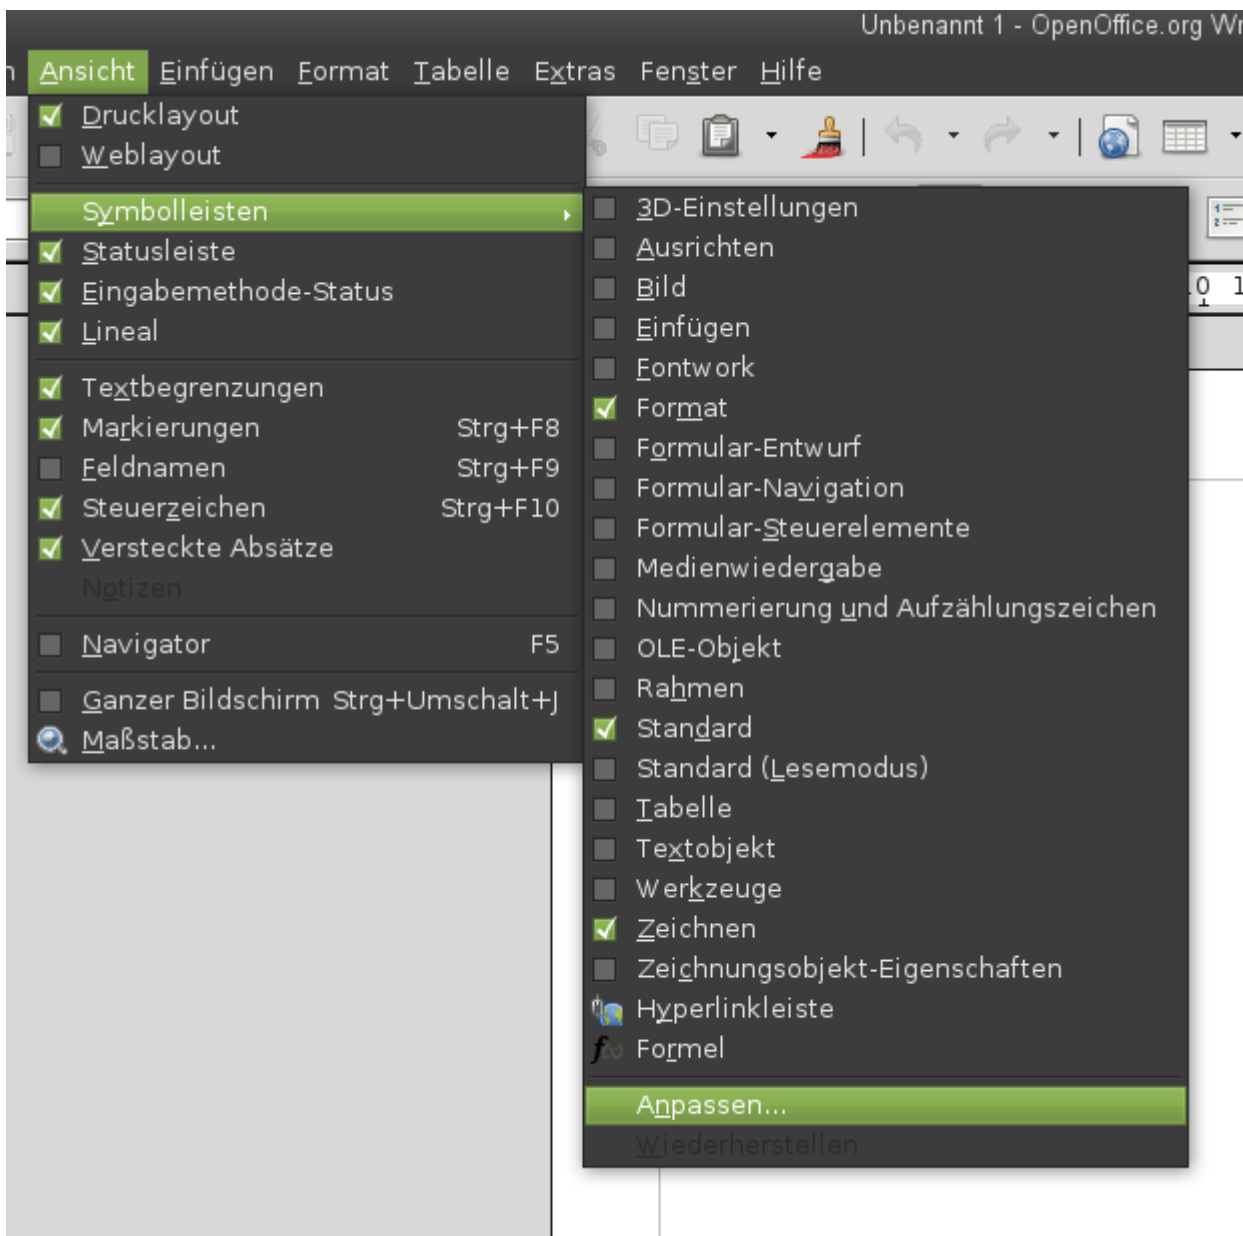 Unbenannt 1 - OpenOffice.org Wr
Ansicht Einfügen Format Tabelle Extras Fenster Hilfe
Drucklayout
Weblayout
Symbolleisten
Statusleiste
Eingabemethode-Status
Lineal
Textbegrenzungen
Markierungen Strg+F8
Feldnamen Strg+F9
Steuerzeichen Strg+F10
Versteckte Absätze
Notizen
Navigator F5
Ganzer Bildschirm Strg+Umschalt+J
Maßstab...
3D-Einstellungen
Ausrichten
Bild
Einfügen
Fontwork
Format
Formular-Entwurf
Formular-Navigation
Formular-Steuerelemente
Medienwiedergabe
Nummerierung und Aufzählungszeichen
OLE-Objekt
Rahmen
Standard
Standard (Lesemodus)
Tabelle
Textobjekt
Werkzeuge
Zeichnen
Zeichnungsobjekt-Eigenschaften
Hyperlinkleiste
Formel
Anpassen...
Wiederherstellen